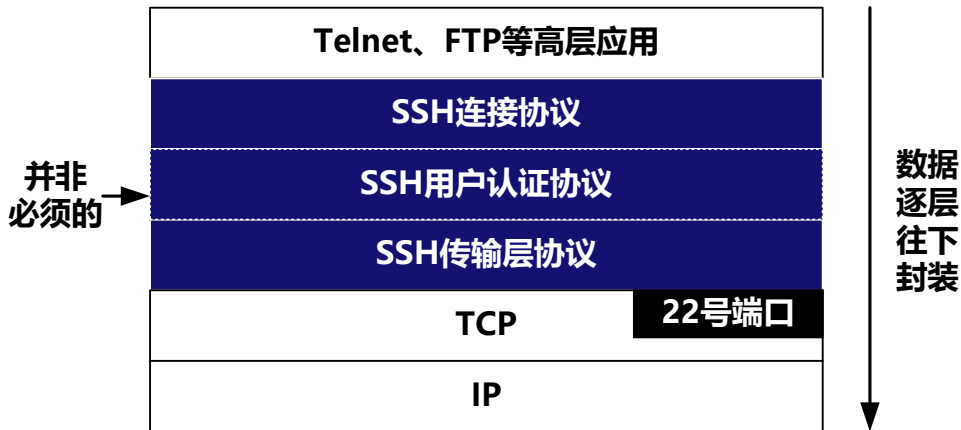 Telnet、FTP等高层应用
SSH连接协议
并非
必须的
SSH用户认证协议
SSH传输层协议
TCP
22号端口
IP
数据
逐层
往下
封装